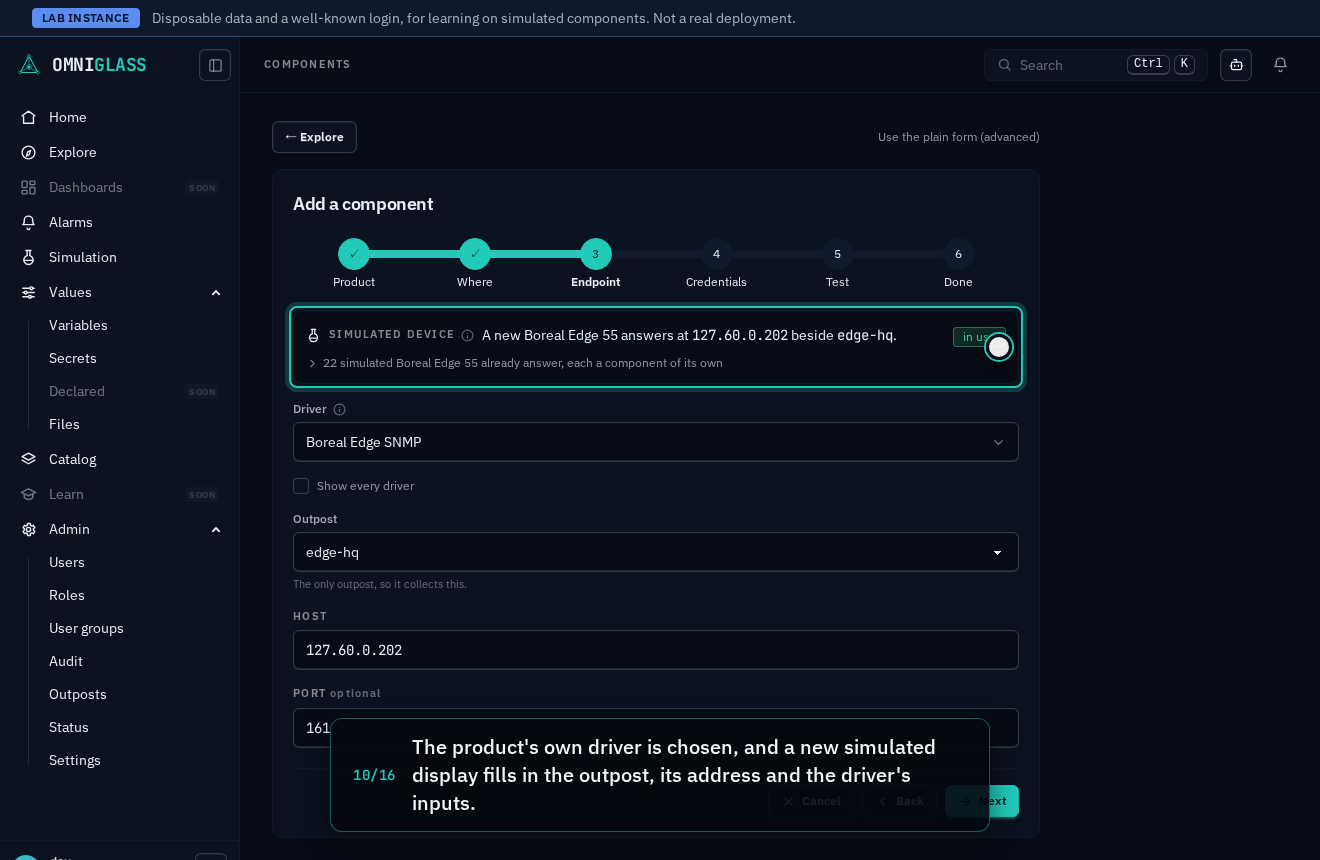 LAB INSTANCE Disposable data and a well-known login, for learning on simulated components. Not a real deployment.
OMNIGLASS
COMPONENTS
Search Ctrl K
Home
Explore
Dashboards SOON
Alarms
Simulation
Values
Variables
Secrets
Declared SOON
Files
Catalog
Learn SOON
Admin
Users
Roles
User groups
Audit
Outposts
Status
Settings
← Explore
Use the plain form (advanced)
Add a component
✓ ✓ 3 4 5 6
Product Where Endpoint Credentials Test Done
SIMULATED DEVICE A new Boreal Edge 55 answers at 127.60.0.202 beside edge-hq.
in us
22 simulated Boreal Edge 55 already answer, each a component of its own
Driver
Boreal Edge SNMP
Show every driver
Outpost
edge-hq
The only outpost, so it collects this.
HOST
127.60.0.202
PORT optional
161
10/16
The product's own driver is chosen, and a new simulated
display fills in the outpost, its address and the driver's
inputs.
Cancel Back Next